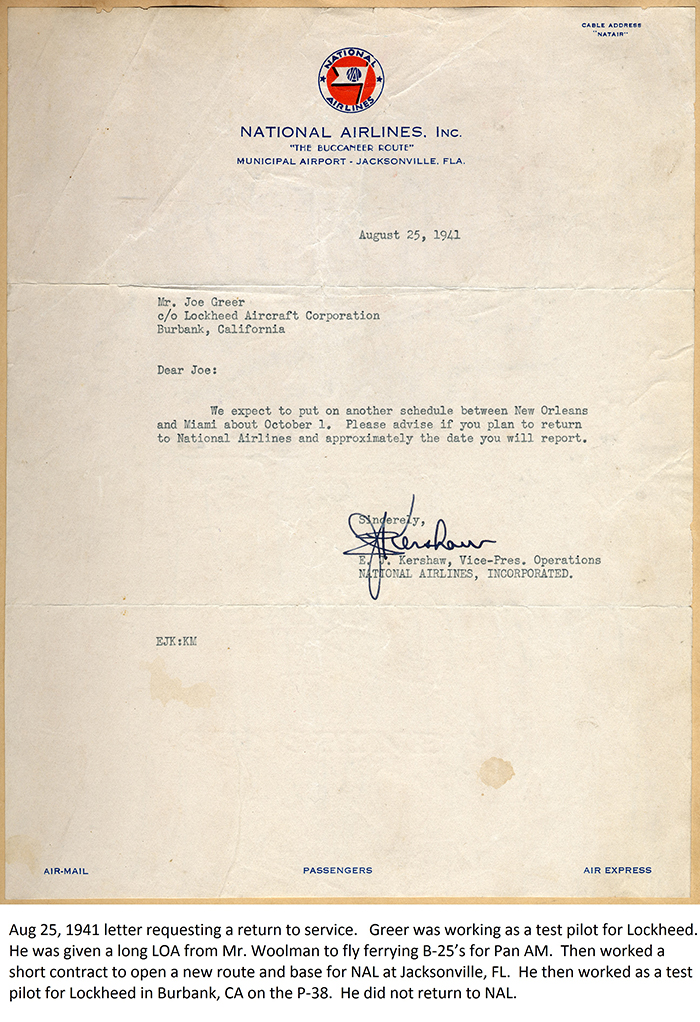 CABLE ADDRESS
"NATAIR"
NATIONAL
AIRLINES
NATIONAL AIRLINES, INC.
"THE BUCCANEER ROUTE"
MUNICIPAL AIRPORT - JACKSONVILLE, FLA.
August 25, 1941
Mr. Joe Greer
c/o Lockheed Aircraft Corporation
Burbank, California
Dear Joe:
We expect to put on another schedule between New Orleans
and Miami about October 1. Please advise if you plan to return
to National Airlines and approximately the date you will report.
Sincerely,
EJKershaw
E. J. Kershaw, Vice-Pres. Operations
NATIONAL AIRLINES, INCORPORATED.
EJK:KM
AIR-MAIL PASSENGERS AIR EXPRESS
Aug 25, 1941 letter requesting a return to service. Greer was working as a test pilot for Lockheed.
He was given a long LOA from Mr. Woolman to fly ferrying B-25's for Pan AM. Then worked a
short contract to open a new route and base for NAL at Jacksonville, FL. He then worked as a test
pilot for Lockheed in Burbank, CA on the P-38. He did not return to NAL.